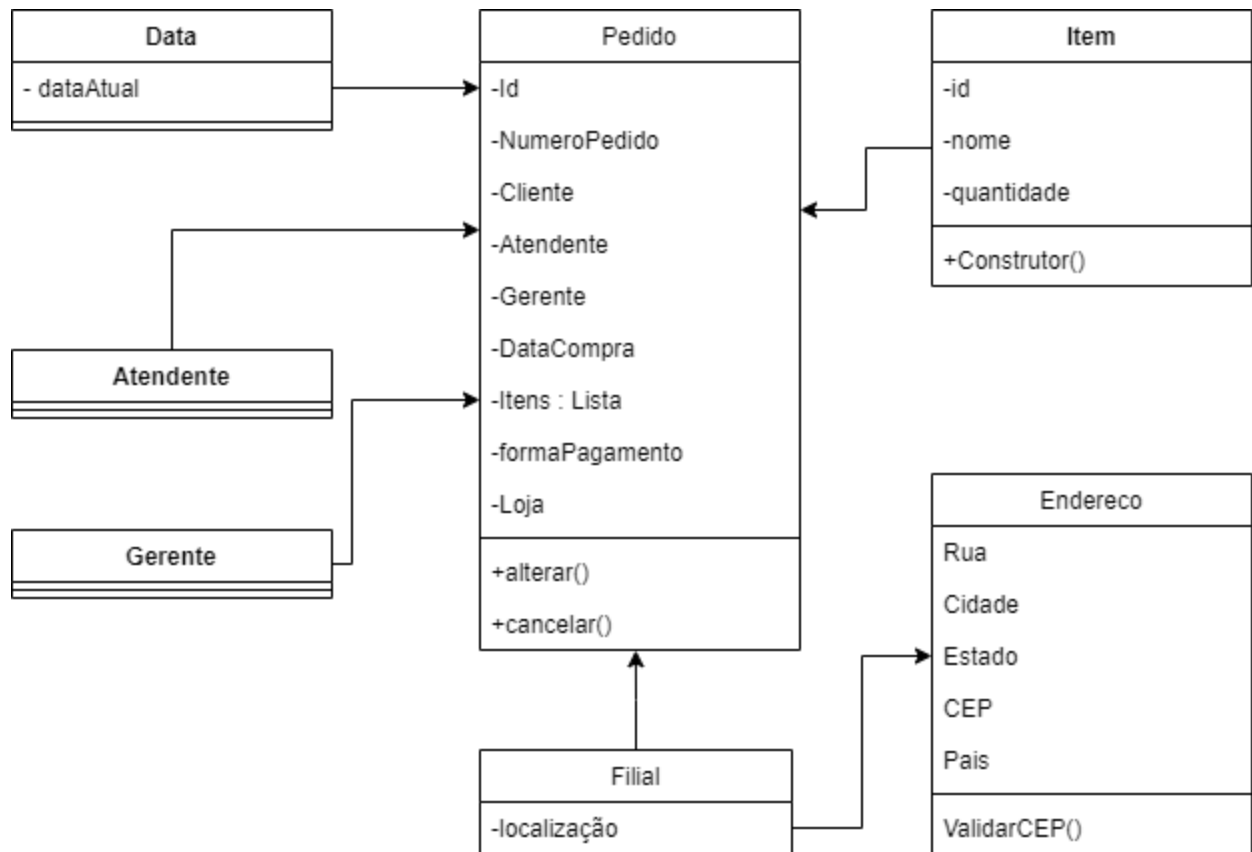 Data
- dataAtual
Pedido
-Id
-NumeroPedido
-Cliente
-Atendente
-Gerente
-DataCompra
-Itens : Lista
-formaPagamento
-Loja
+alterar()
+cancelar()
Item
-id
-nome
-quantidade
+Construtor()
Atendente
Gerente
Filial
-localização
Endereco
Rua
Cidade
Estado
CEP
Pais
ValidarCEP()